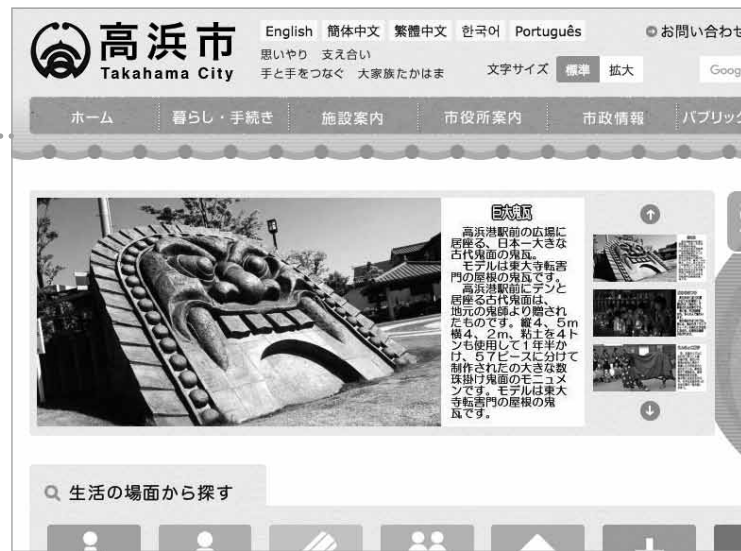 高浜市
Takahama City
English 簡体中文 繁體中文 한국어 Português
思いやり 支え合い
手と手をつなぐ 大家族たかはま
お問い合わせ
文字サイズ 標準 拡大
Goog
ホーム 暮らし・手続き 施設案内 市役所案内 市政情報 パブリック
巨大鬼瓦
高浜港駅前の広場に
居座る、日本一大きな
古代鬼面の鬼瓦。
モデルは東大寺転害
門の屋根の鬼瓦です。
高浜港駅前にデンと
居座る古代鬼面は、
地元の鬼師より贈され
たものです。縦4、5m
横4、2m、粘土を4ト
ンも使用して1年半か
け、57ピースに分けて
制作されたの大きな数
珠掛け鬼面のモニュメ
ンです。モデルは東大
寺転害門の屋根の鬼
瓦です。
生活の場面から探す